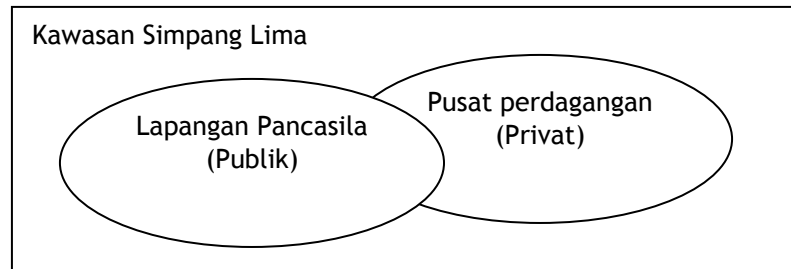 Kawasan Simpang Lima
Lapangan Pancasila
(Publik)
Pusat perdagangan
(Privat)